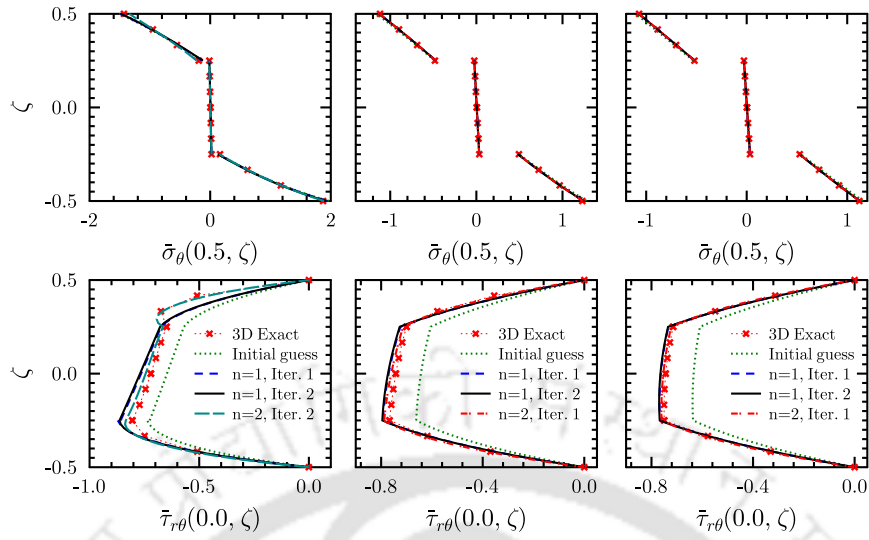 0.5
0.0
-0.5
ζ
-2 0 2
-1 0 1
-1 0 1
σ̄θ(0.5, ζ)
σ̄θ(0.5, ζ)
σ̄θ(0.5, ζ)
0.5
0.0
-0.5
ζ
3D Exact
Initial guess
n=1, Iter. 1
n=1, Iter. 2
n=2, Iter. 2
3D Exact
Initial guess
n=1, Iter. 1
n=1, Iter. 2
n=2, Iter. 1
3D Exact
Initial guess
n=1, Iter. 1
n=1, Iter. 2
n=2, Iter. 1
-1.0 -0.5 0.0
-0.8 -0.4 0.0
-0.8 -0.4 0.0
τ̄rθ(0.0, ζ)
τ̄rθ(0.0, ζ)
τ̄rθ(0.0, ζ)